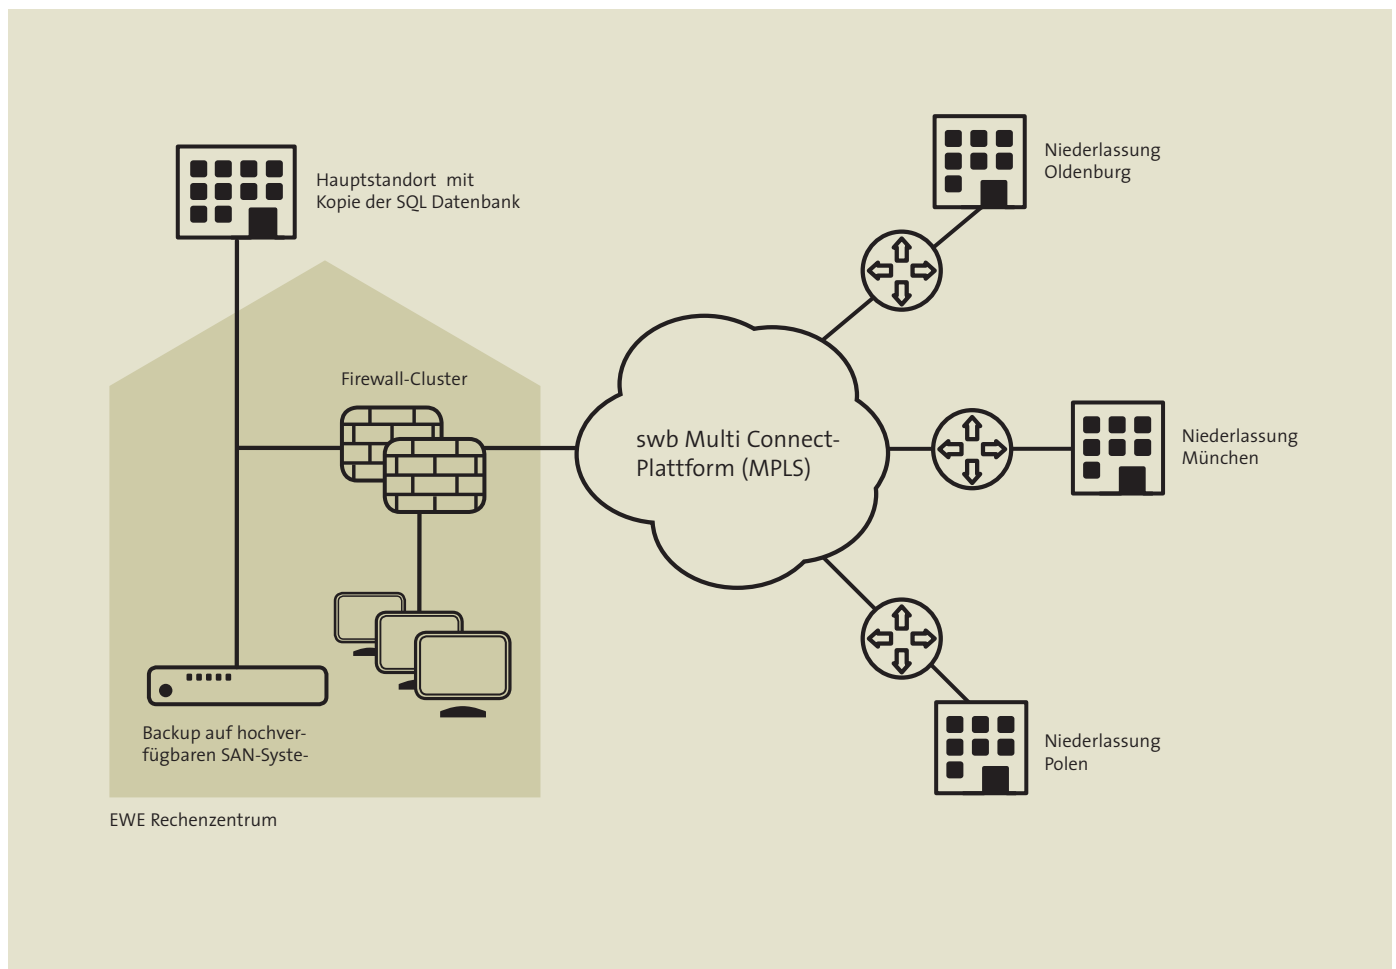 Hauptstandort mit
Kopie der SQL Datenbank
Firewall-Cluster
Backup auf hochver-
fügbaren SAN-Syste-
EWE Rechenzentrum
swb Multi Connect-
Plattform (MPLS)
Niederlassung
Oldenburg
Niederlassung
München
Niederlassung
Polen